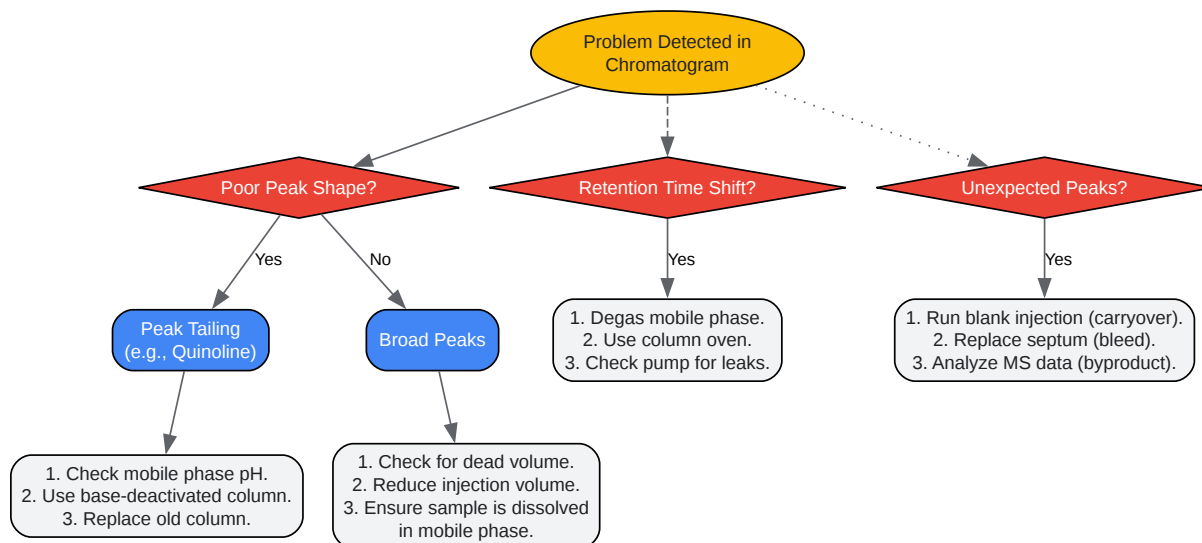 Problem Detected in
Chromatogram
Poor Peak Shape?
Retention Time Shift?
Unexpected Peaks?
Yes
No
Yes
Yes
Peak Tailing
(e.g., Quinoline)
Broad Peaks
1. Degas mobile phase.
2. Use column oven.
3. Check pump for leaks.
1. Run blank injection (carryover).
2. Replace septum (bleed).
3. Analyze MS data (byproduct).
1. Check mobile phase pH.
2. Use base-deactivated column.
3. Replace old column.
1. Check for dead volume.
2. Reduce injection volume.
3. Ensure sample is dissolved
in mobile phase.